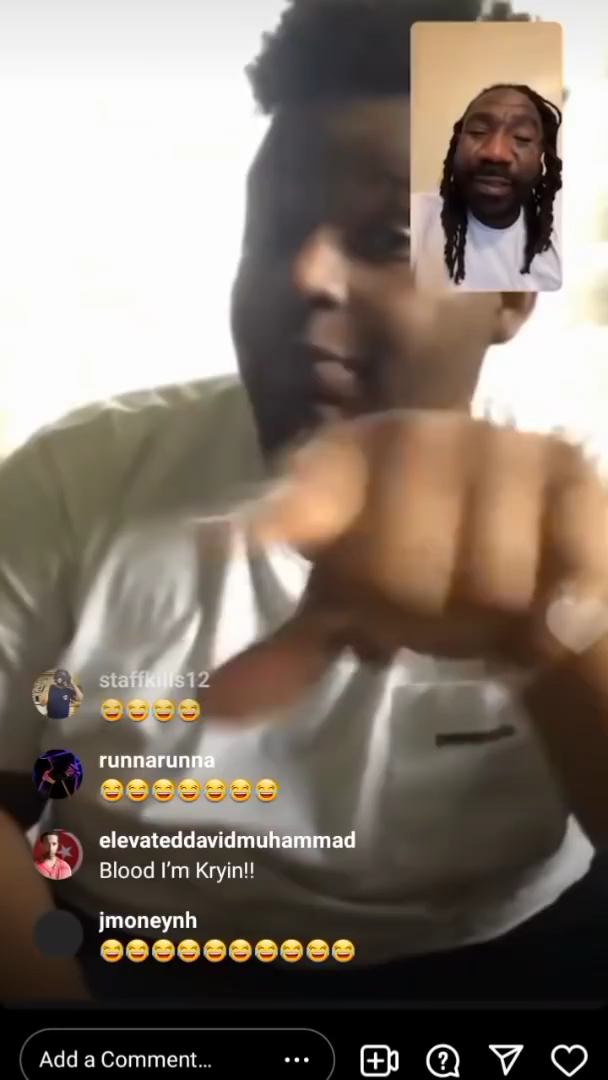 staffkills12
😂😂😂😂
runnarunna
😂😂😂😂😂😂😂
elevateddavidmuhammad
Blood I’m Kryin!!
jmoneynh
😂😂😂😂😂😂😂😂😂😂
Add a Comment...